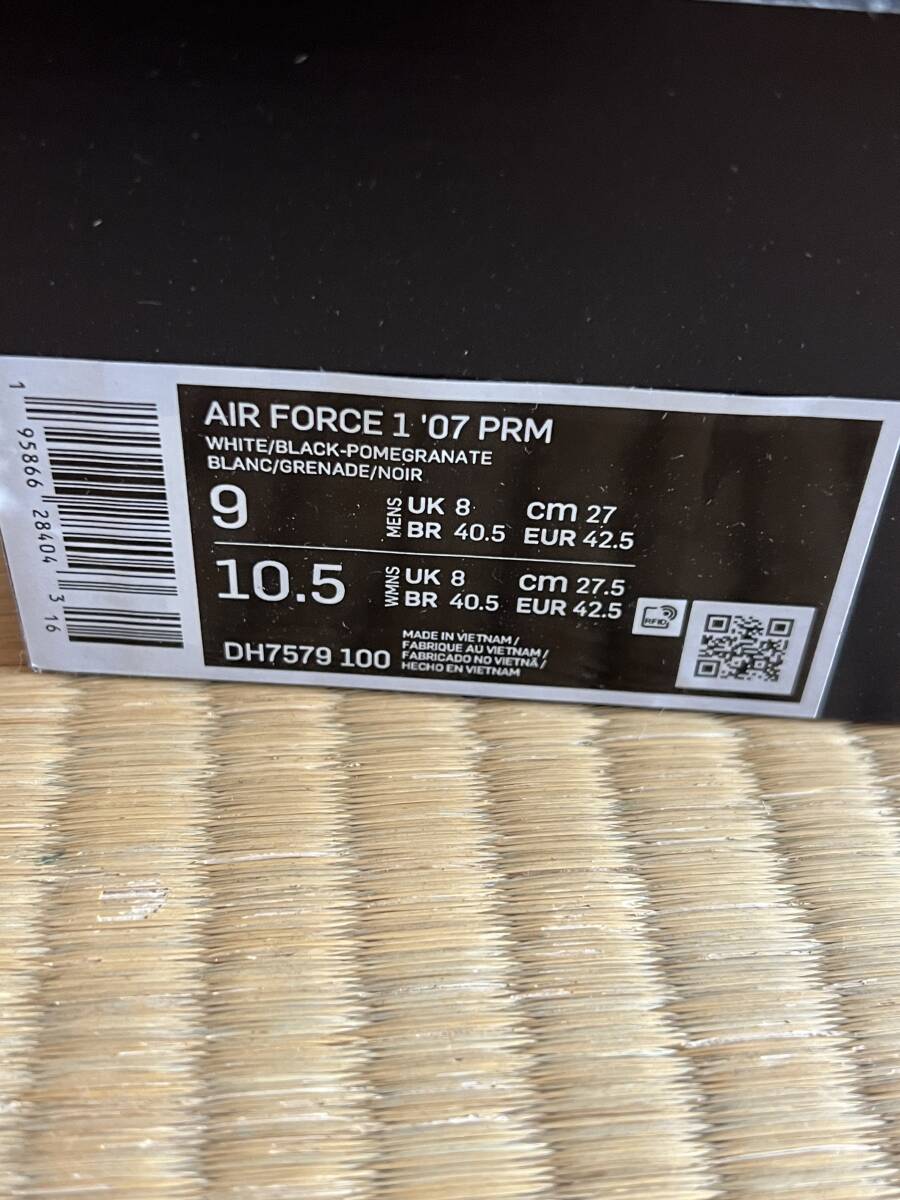 AIR FORCE 1 '07 PRM
WHITE/BLACK-POMEGRANATE
BLANC/GRENADE/NOIR
9 MENS UK 8 cm 27
BR 40.5 EUR 42.5
10.5 WMNS UK 8 cm 27.5
BR 40.5 EUR 42.5
RFID
DH7579 100
MADE IN VIETNAM /
FABRIQUE AU VIETNAM /
FABRICADO NO VIETNÃ /
HECHO EN VIETNAM
1 95866 28404 3 16